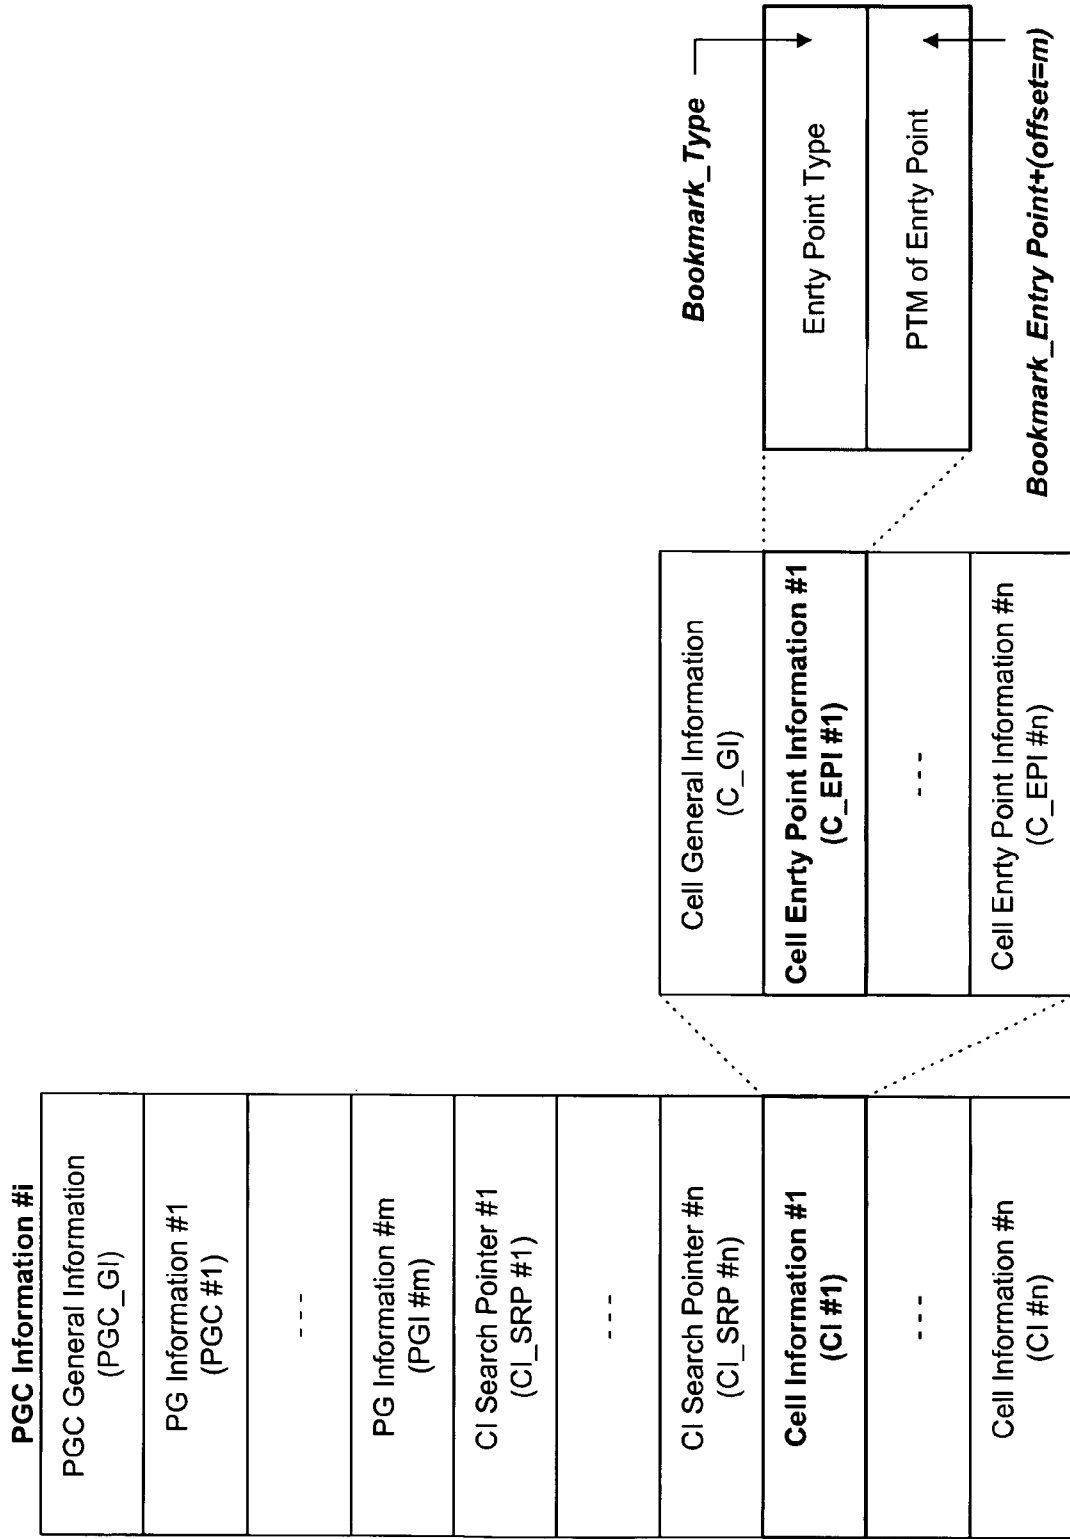 PGC Information #i
PGC General Information
(PGC_GI)
PG Information #1
(PGC #1)
- - -
PG Information #m
(PGI #m)
CI Search Pointer #1
(CI_SRP #1)
- - -
CI Search Pointer #n
(CI_SRP #n)
Cell Information #1
(CI #1)
- - -
Cell Information #n
(CI #n)
Cell General Information
(C_GI)
Cell Enrty Point Information #1
(C_EPI #1)
- - -
Cell Enrty Point Information #n
(C_EPI #n)
Bookmark_Type
Enrty Point Type
PTM of Enrty Point
Bookmark_Entry Point+(offset=m)